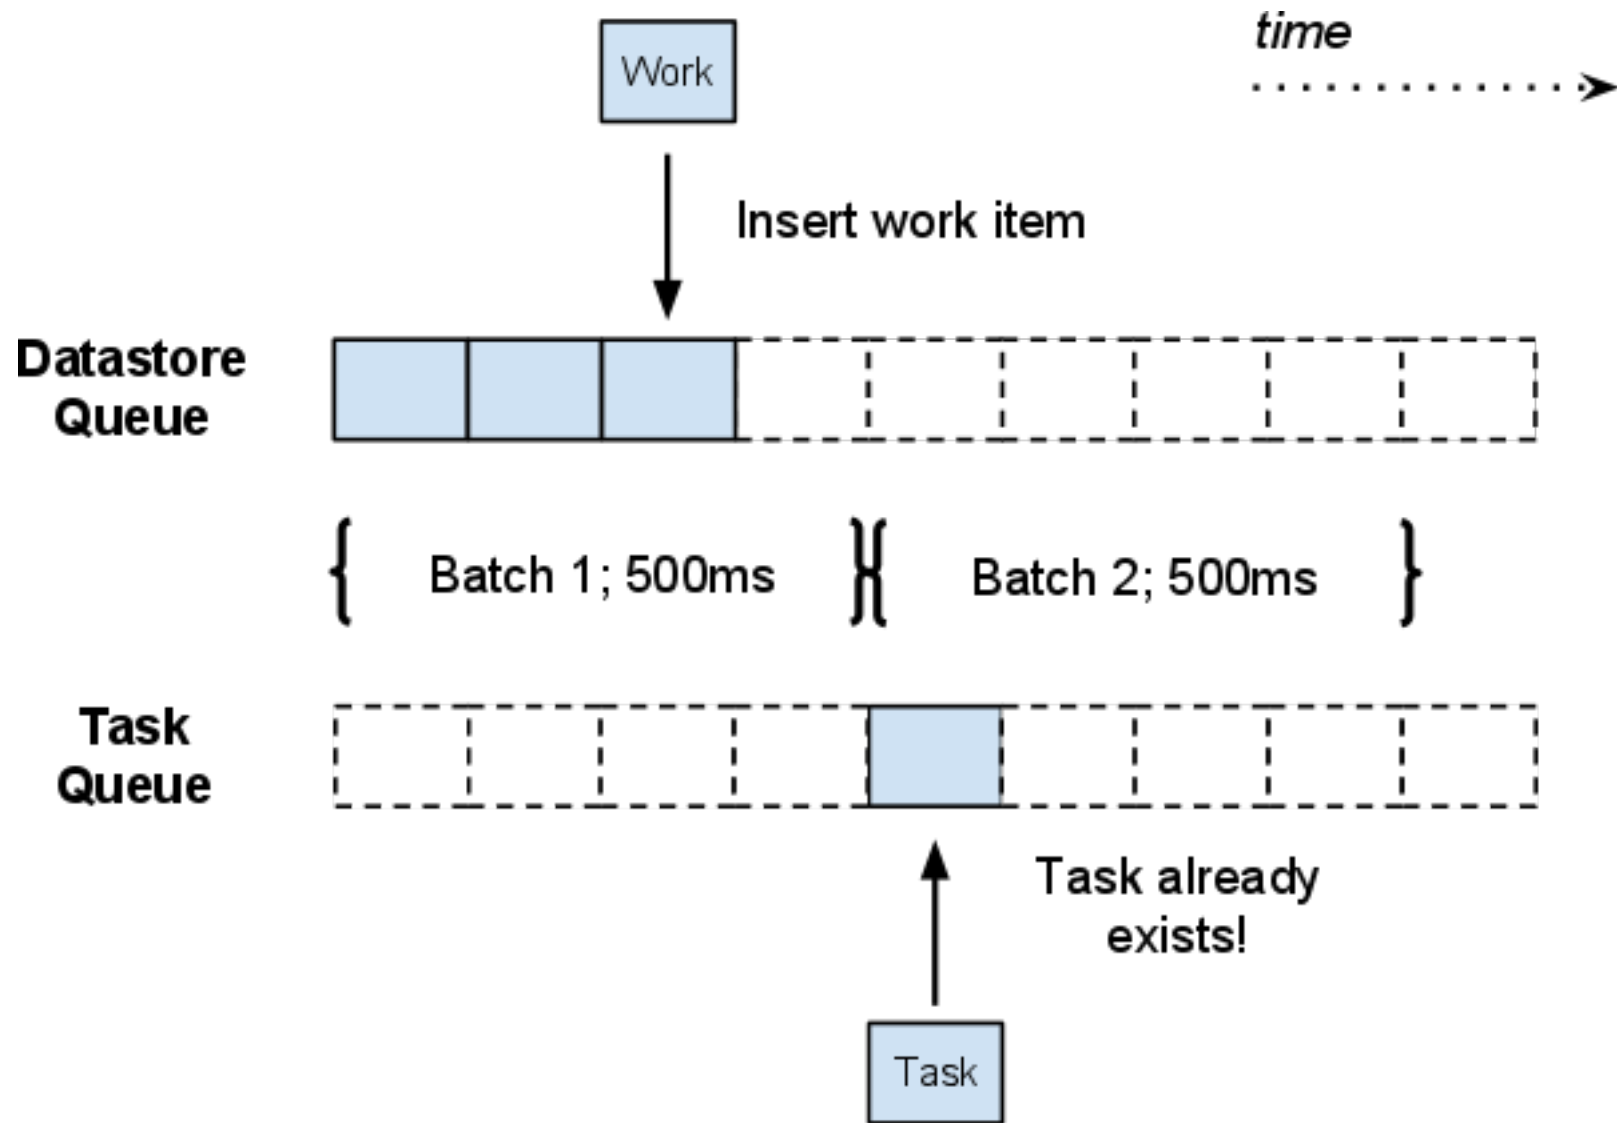 time
Work
Insert work item
Datastore
Queue
Batch 1; 500ms
Batch 2; 500ms
Task
Queue
Task already
exists!
Task